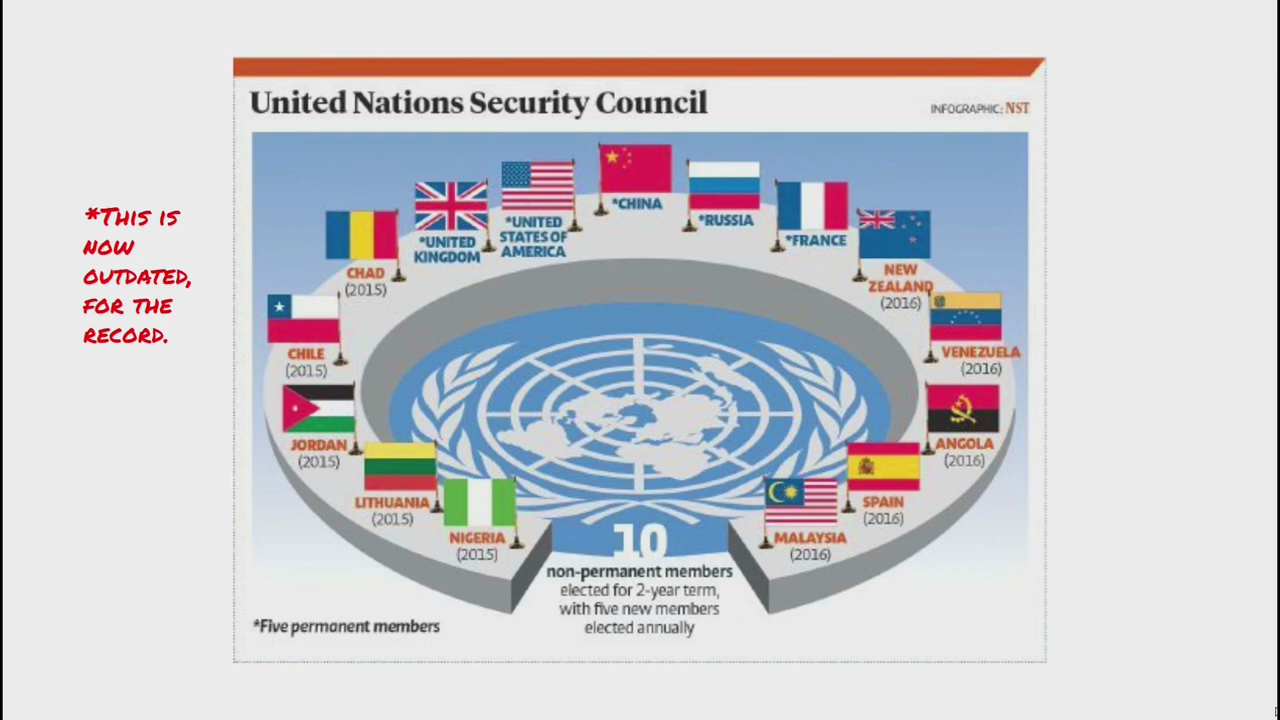 United Nations Security Council
INFOGRAPHIC: NST
*THIS IS
NOW
OUTDATED,
FOR THE
RECORD.
*CHINA
*UNITED
STATES OF
AMERICA
*RUSSIA
*UNITED
KINGDOM
*FRANCE
CHAD
(2015)
NEW
ZEALAND
(2016)
CHILE
(2015)
VENEZUELA
(2016)
JORDAN
(2015)
ANGOLA
(2016)
LITHUANIA
(2015)
SPAIN
(2016)
NIGERIA
(2015)
MALAYSIA
(2016)
10
non-permanent members
elected for 2-year term,
with five new members
elected annually
*Five permanent members